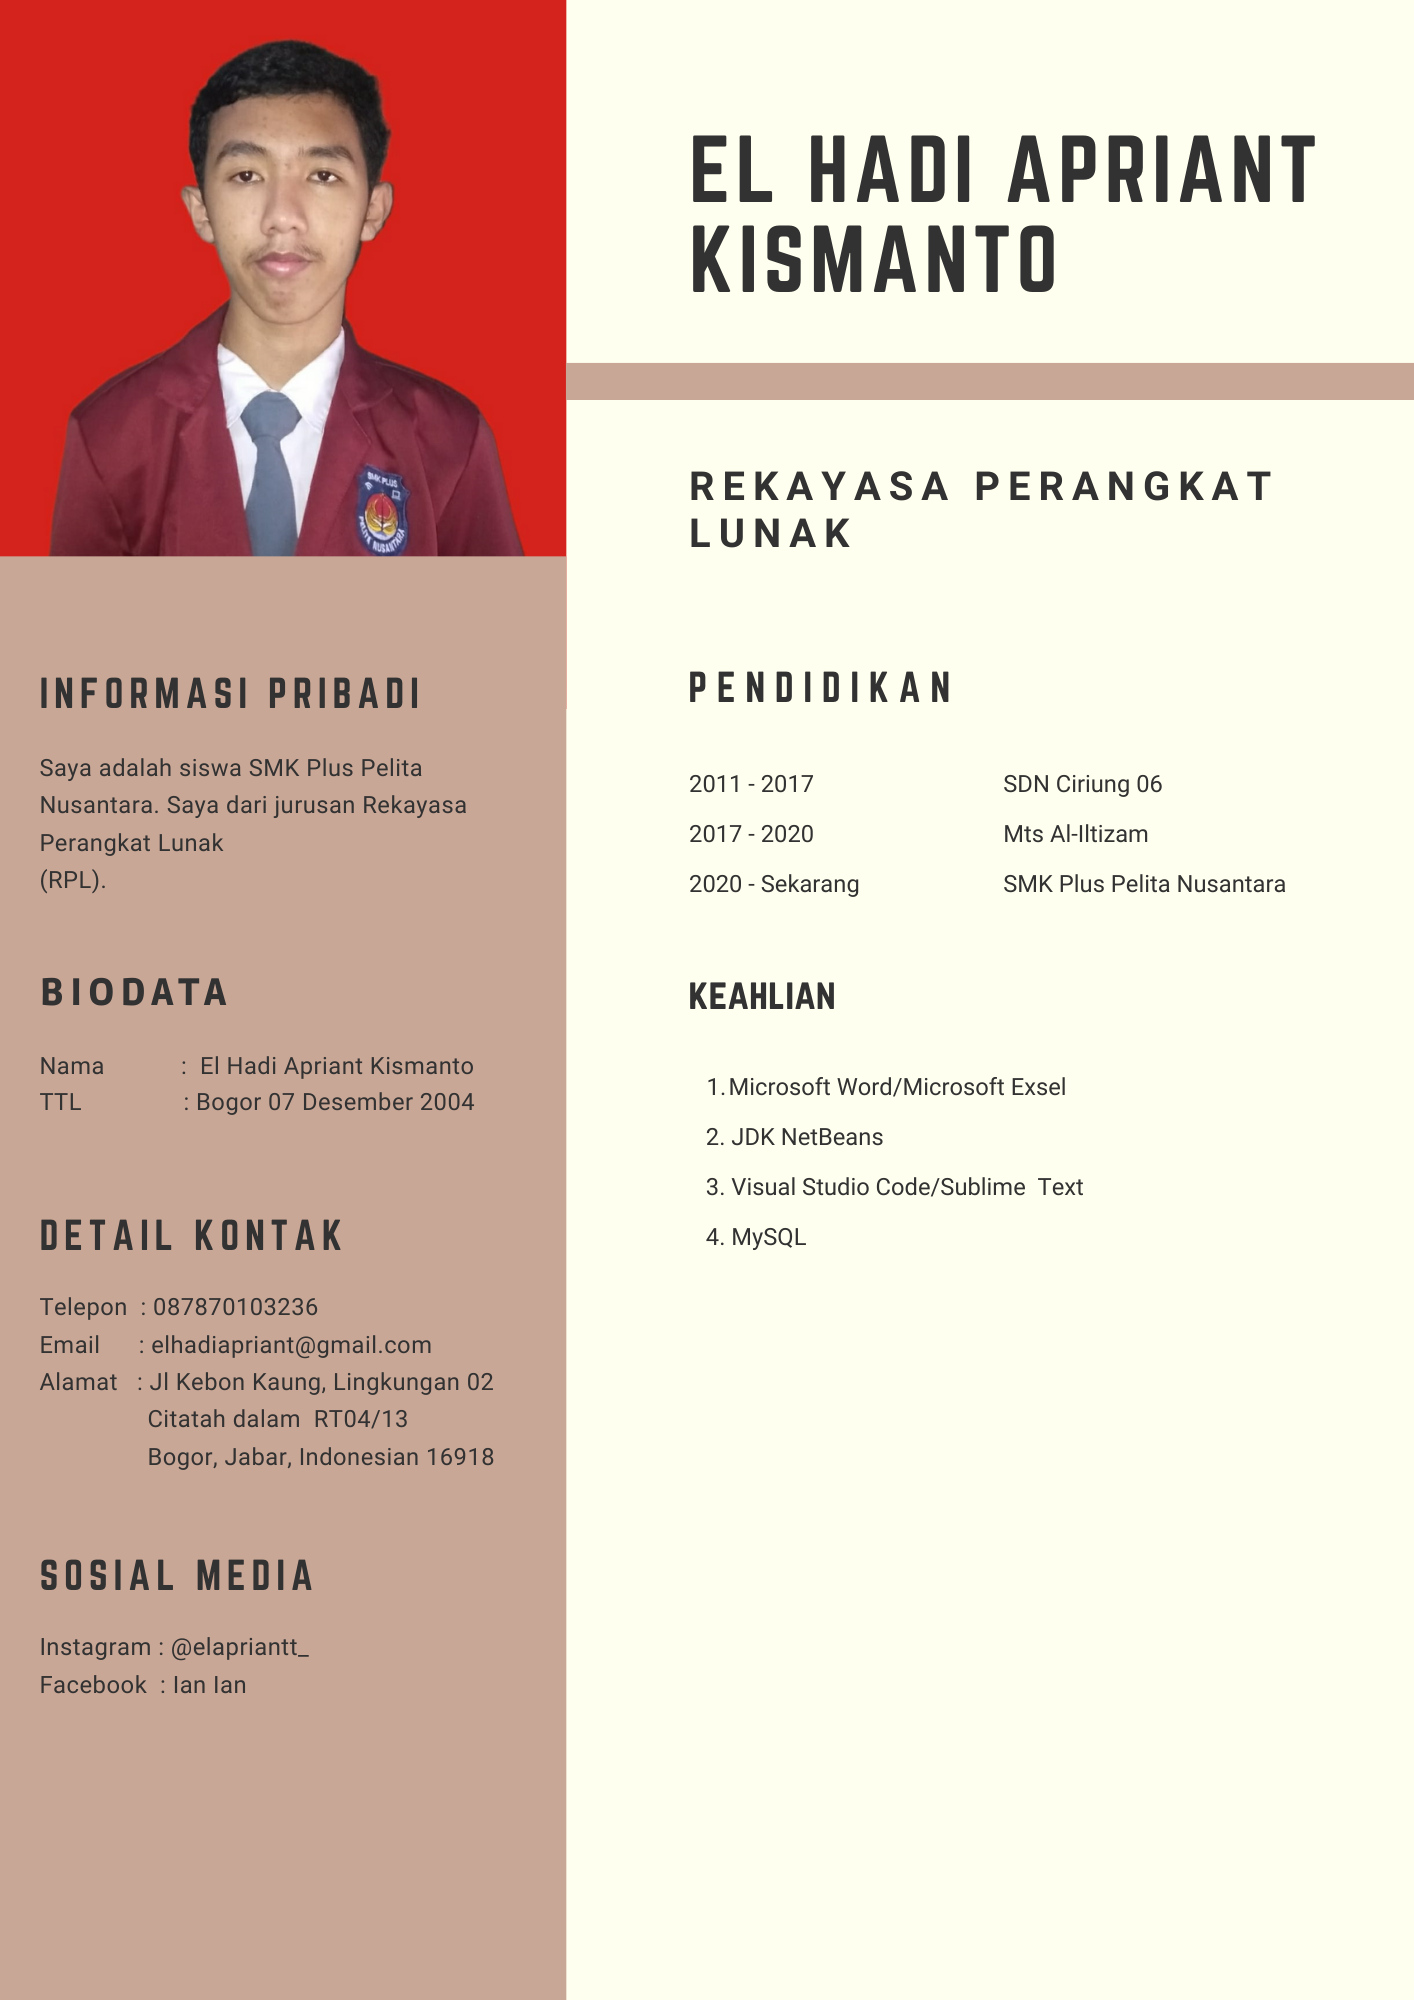 SMK PLUS
PELITA NUSANTARA
INFORMASI PRIBADI
Saya adalah siswa SMK Plus Pelita
Nusantara. Saya dari jurusan Rekayasa
Perangkat Lunak
(RPL).
BIODATA
Nama : El Hadi Apriant Kismanto
TTL : Bogor 07 Desember 2004
DETAIL KONTAK
Telepon : 087870103236
Email : elhadiapriant@gmail.com
Alamat : Jl Kebon Kaung, Lingkungan 02
Citatah dalam RT04/13
Bogor, Jabar, Indonesian 16918
SOSIAL MEDIA
Instagram : @elapriantt_
Facebook : Ian Ian
EL HADI APRIANT
KISMANTO
REKAYASA PERANGKAT
LUNAK
PENDIDIKAN
2011 - 2017 SDN Ciriung 06
2017 - 2020 Mts Al-Iltizam
2020 - Sekarang SMK Plus Pelita Nusantara
KEAHLIAN
1. Microsoft Word/Microsoft Exsel
2. JDK NetBeans
3. Visual Studio Code/Sublime Text
4. MySQL